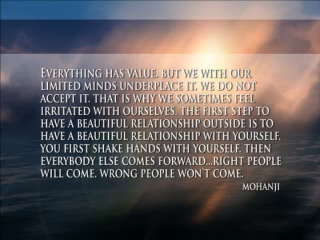 Everything has value. but we with our
limited minds underplace it. we do not
accept it. that is why we sometimes feel
irritated with ourselves. the first step to
have a beautiful relationship outside is to
have a beautiful relationship with yourself.
you first shake hands with yourself. then
everybody else comes forward...right people
will come. wrong people won't come.
mohanji